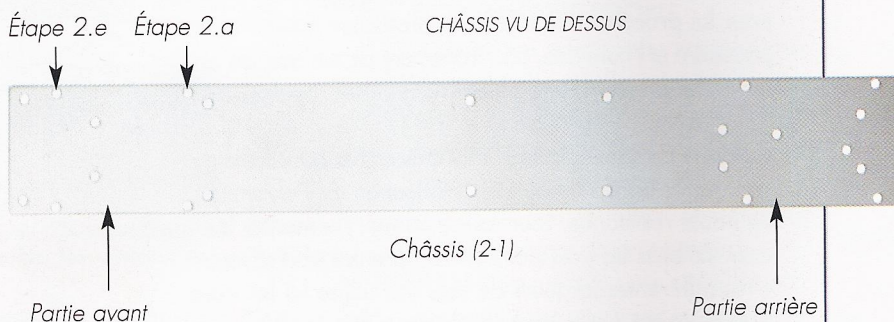 Étape 2.e
Étape 2.a
CHÂSSIS VU DE DESSUS
Châssis (2-1)
Partie avant
Partie arrière